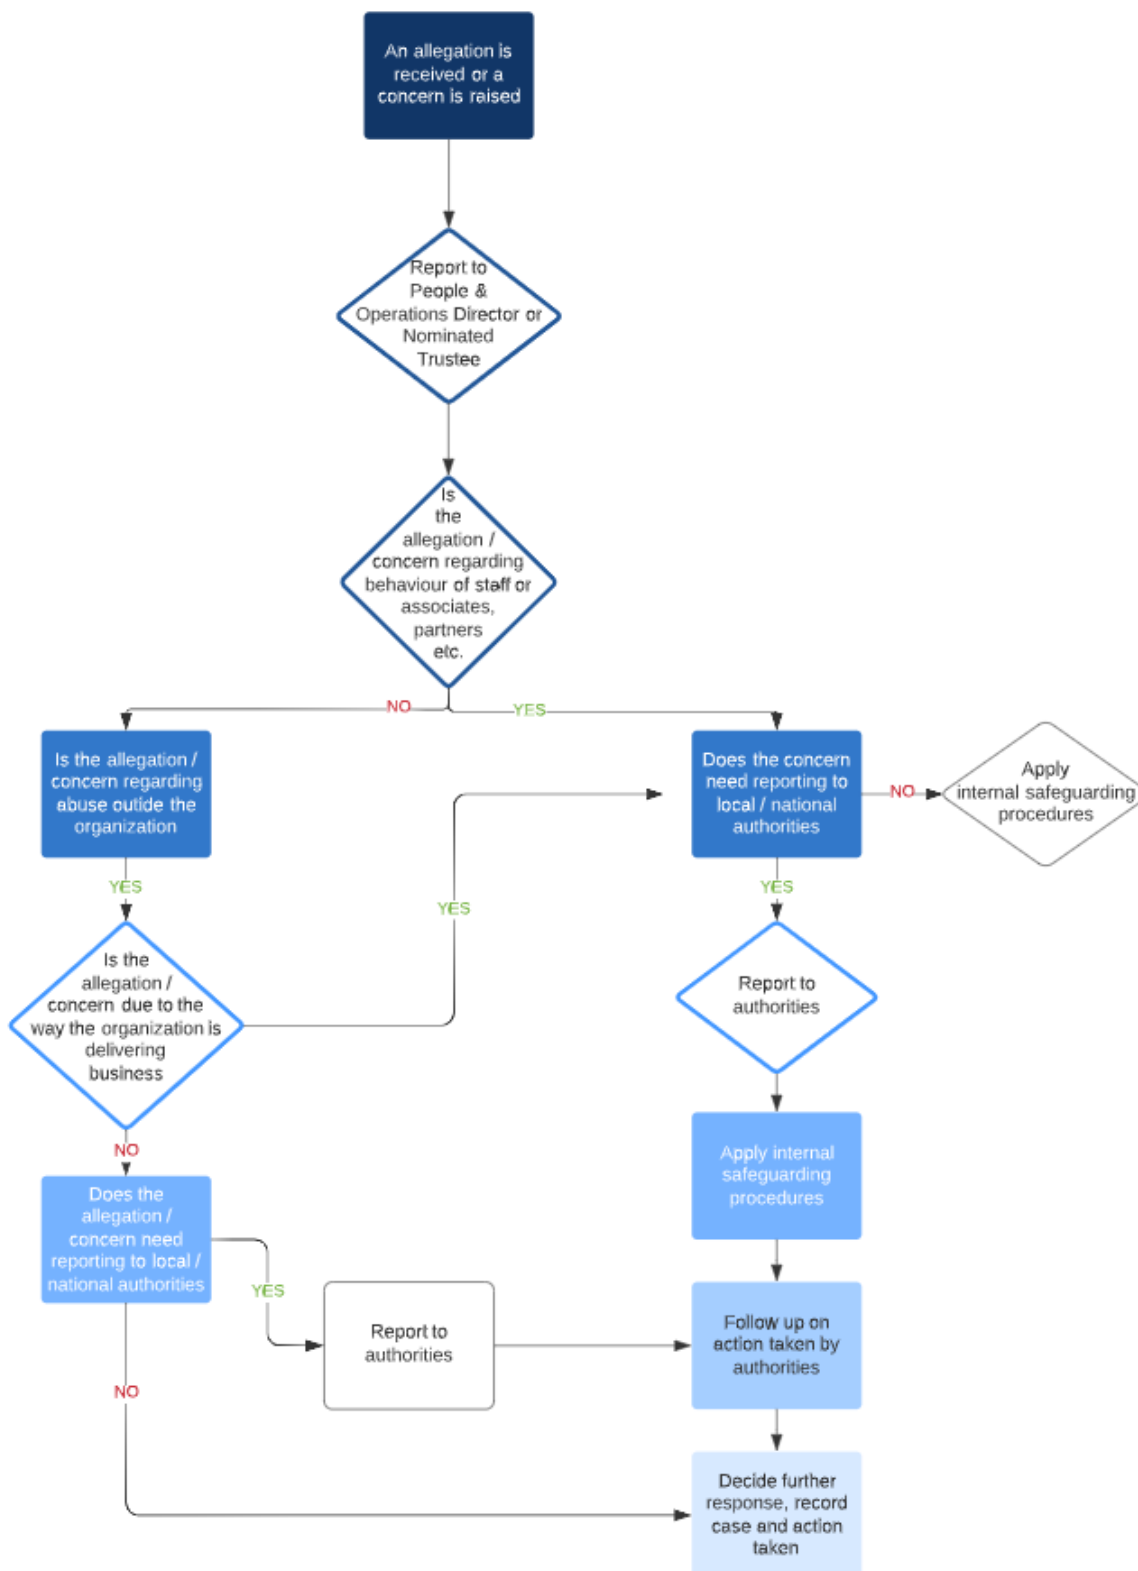 An allegation is
received or a
concern is raised
Report to
People &
Operations Director or
Nominated
Trustee
Is
the
allegation /
concern regarding
behaviour of staff or
associates,
partners
etc.
NO
YES
Is the allegation /
concern regarding
abuse outide the
organization
Does the concern
need reporting to
local / national
authorities
NO
Apply
internal safeguarding
procedures
YES
YES
YES
Is the
allegation /
concern due to the
way the organization is
delivering
business
Report to
authorities
NO
Apply internal
safeguarding
procedures
Does the
allegation /
concern need
reporting to local /
national authorities
YES
Report to
authorities
Follow up on
action taken by
authorities
NO
Decide further
response, record
case and action
taken